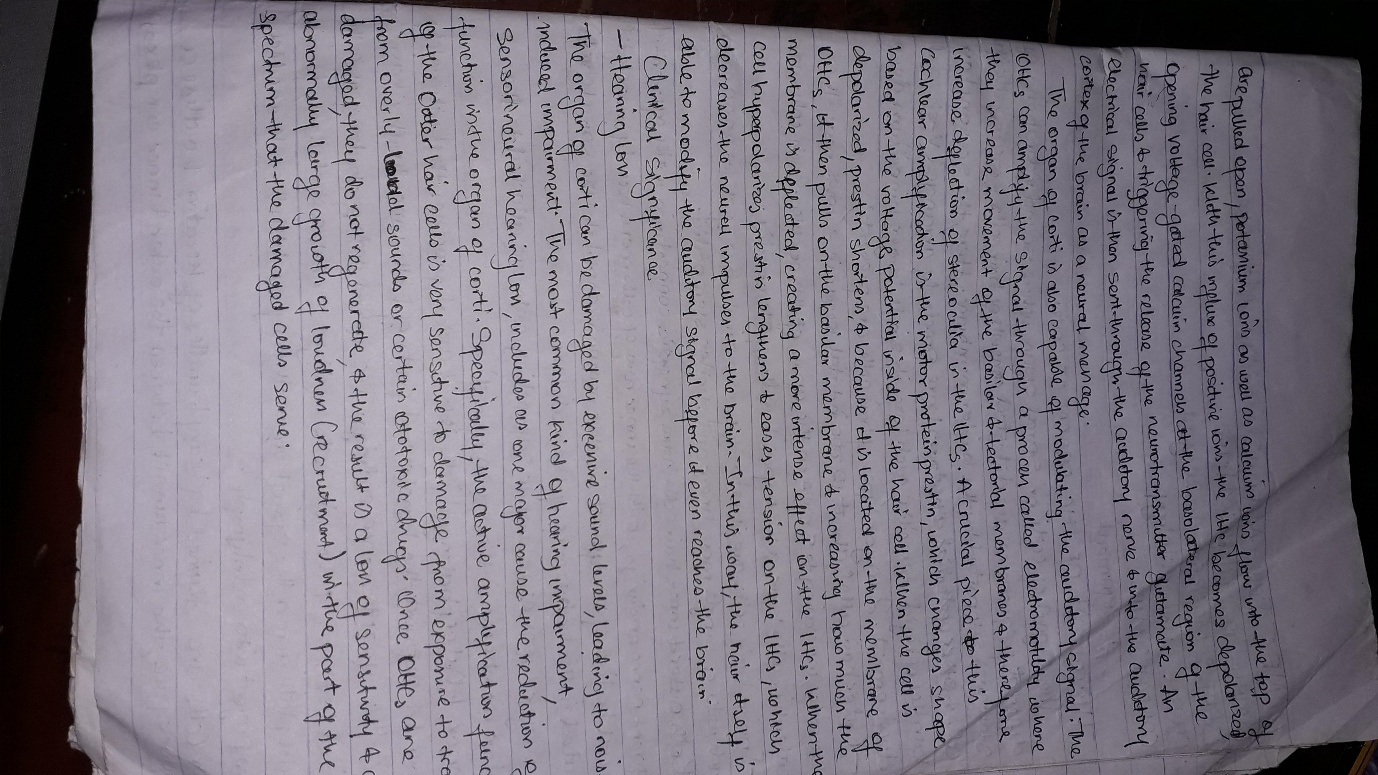 are pulled open, potassium ions as well as calcium ions flow into the top of
the hair cell. With this influx of positive ions the IHC becomes depolarized,
opening voltage-gated calcium channels at the basolateral region of the
hair cells & triggering the release of the neurotransmitter glutamate. An
electrical signal is then sent through the auditory nerve & into the auditory
cortex of the brain as a neural message.
The organ of corti is also capable of modulating the auditory signal. The
OHCs can amplify the signal through a process called electromotility where
they increase movement of the basilar & tectorial membranes & therefore
increase deflection of stereocilia in the IHCs. A crucial piece to this
cochlear amplification is the motor protein prestin, which changes shape
based on the voltage potential inside of the hair cell. When the cell is
depolarized, prestin shortens, & because it is located on the membrane of
OHCs, it then pulls on the basilar membrane & increasing how much the
membrane is deflected, creating a more intense effect on the IHCs. When the
cell hyperpolarizes prestin lengthens & eases tension on the IHCs, which
decreases the neural impulses to the brain. In this way, the hair itself is
able to modify the auditory signal before it even reaches the brain.
Clinical Significance
- Hearing loss
The organ of corti can be damaged by excessive sound levels, leading to nois
induced impairment. The most common kind of hearing impairment,
Sensorineural hearing loss, includes as one major cause the reduction o
function in the organ of corti. Specifically, the active amplification func
of the Outer hair cells is very sensitive to damage from exposure to tra
from overly-loud sounds or certain ototoxic drugs. Once OHCs are
damaged, they do not regenerate, & the result is a loss of sensitivity &
abnormally large growth of loudness (recruitment) in the part of the
spectrum that the damaged cells serve.